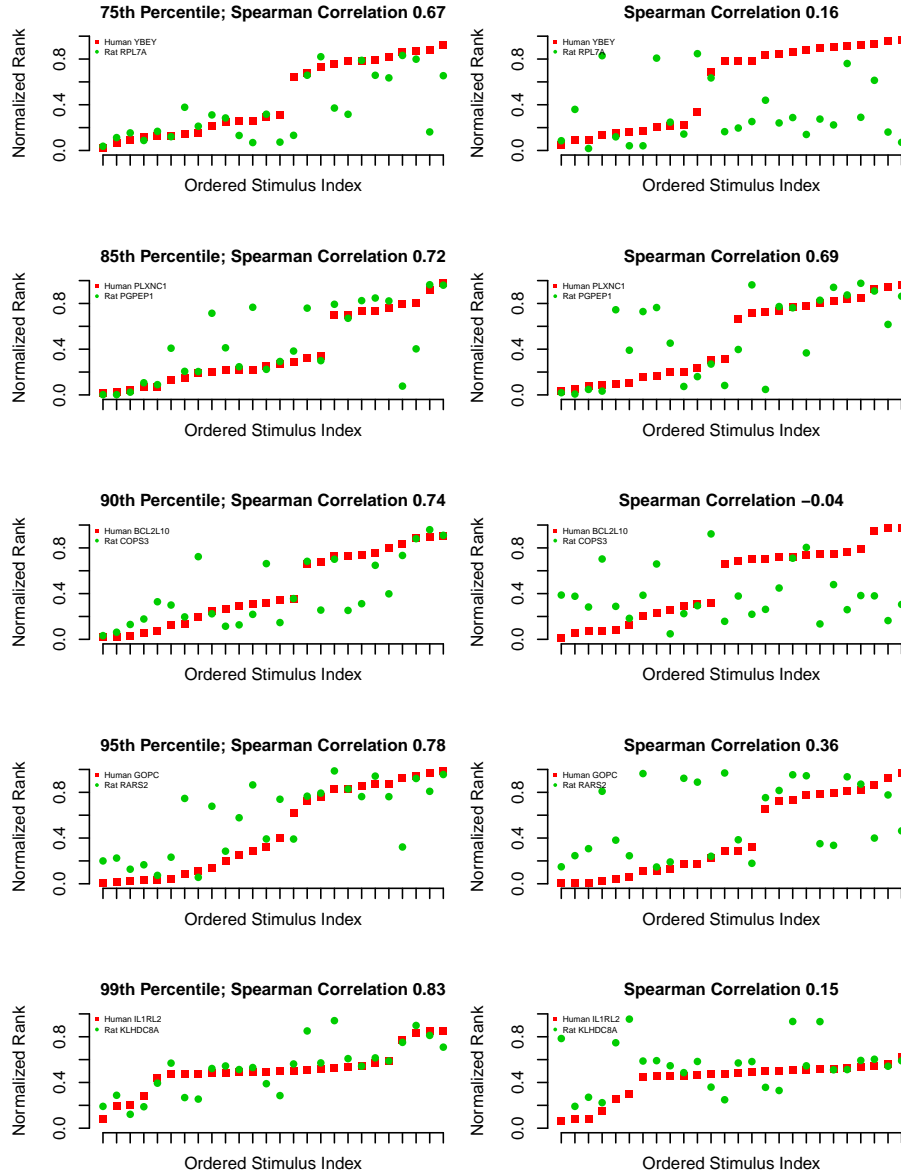 75th Percentile; Spearman Correlation 0.67
Normalized Rank
0.0 0.4 0.8
Human YBEY
Rat RPL7A
Ordered Stimulus Index
Spearman Correlation 0.16
Normalized Rank
0.0 0.4 0.8
Human YBEY
Rat RPL7A
Ordered Stimulus Index
85th Percentile; Spearman Correlation 0.72
Normalized Rank
0.0 0.4 0.8
Human PLXNC1
Rat PGPEP1
Ordered Stimulus Index
Spearman Correlation 0.69
Normalized Rank
0.0 0.4 0.8
Human PLXNC1
Rat PGPEP1
Ordered Stimulus Index
90th Percentile; Spearman Correlation 0.74
Normalized Rank
0.0 0.4 0.8
Human BCL2L10
Rat COPS3
Ordered Stimulus Index
Spearman Correlation −0.04
Normalized Rank
0.0 0.4 0.8
Human BCL2L10
Rat COPS3
Ordered Stimulus Index
95th Percentile; Spearman Correlation 0.78
Normalized Rank
0.0 0.4 0.8
Human GOPC
Rat RARS2
Ordered Stimulus Index
Spearman Correlation 0.36
Normalized Rank
0.0 0.4 0.8
Human GOPC
Rat RARS2
Ordered Stimulus Index
99th Percentile; Spearman Correlation 0.83
Normalized Rank
0.0 0.4 0.8
Human IL1RL2
Rat KLHDC8A
Ordered Stimulus Index
Spearman Correlation 0.15
Normalized Rank
0.0 0.4 0.8
Human IL1RL2
Rat KLHDC8A
Ordered Stimulus Index